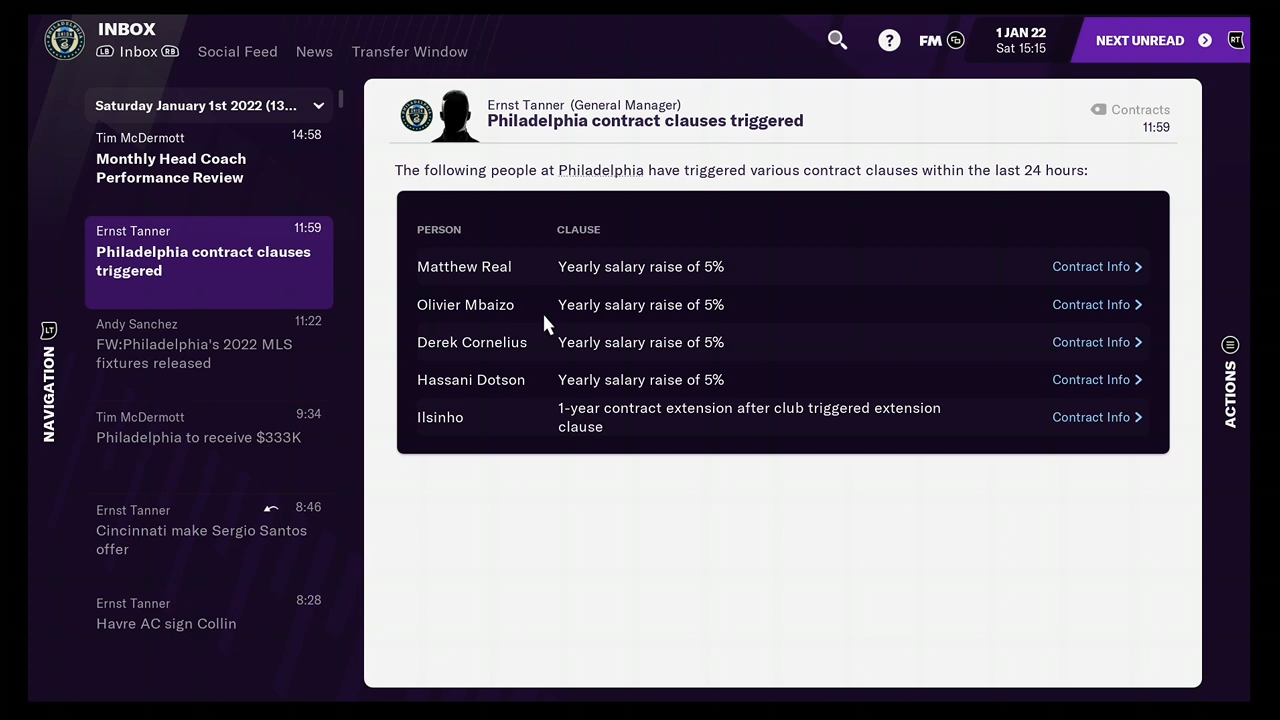 INBOX
LB Inbox RB Social Feed News Transfer Window
? FM
1 JAN 22
Sat 15:15
NEXT UNREAD RT
Saturday January 1st 2022 (13...
Tim McDermott 14:58
Monthly Head Coach
Performance Review
Ernst Tanner 11:59
Philadelphia contract clauses
triggered
Andy Sanchez 11:22
FW:Philadelphia's 2022 MLS
fixtures released
Tim McDermott 9:34
Philadelphia to receive $333K
Ernst Tanner 8:46
Cincinnati make Sergio Santos
offer
Ernst Tanner 8:28
Havre AC sign Collin
LT
NAVIGATION
Ernst Tanner (General Manager)
Philadelphia contract clauses triggered
Contracts
11:59
The following people at Philadelphia have triggered various contract clauses within the last 24 hours:
PERSON CLAUSE
Matthew Real Yearly salary raise of 5% Contract Info
Olivier Mbaizo Yearly salary raise of 5% Contract Info
Derek Cornelius Yearly salary raise of 5% Contract Info
Hassani Dotson Yearly salary raise of 5% Contract Info
Ilsinho 1-year contract extension after club triggered extension
clause Contract Info
ACTIONS